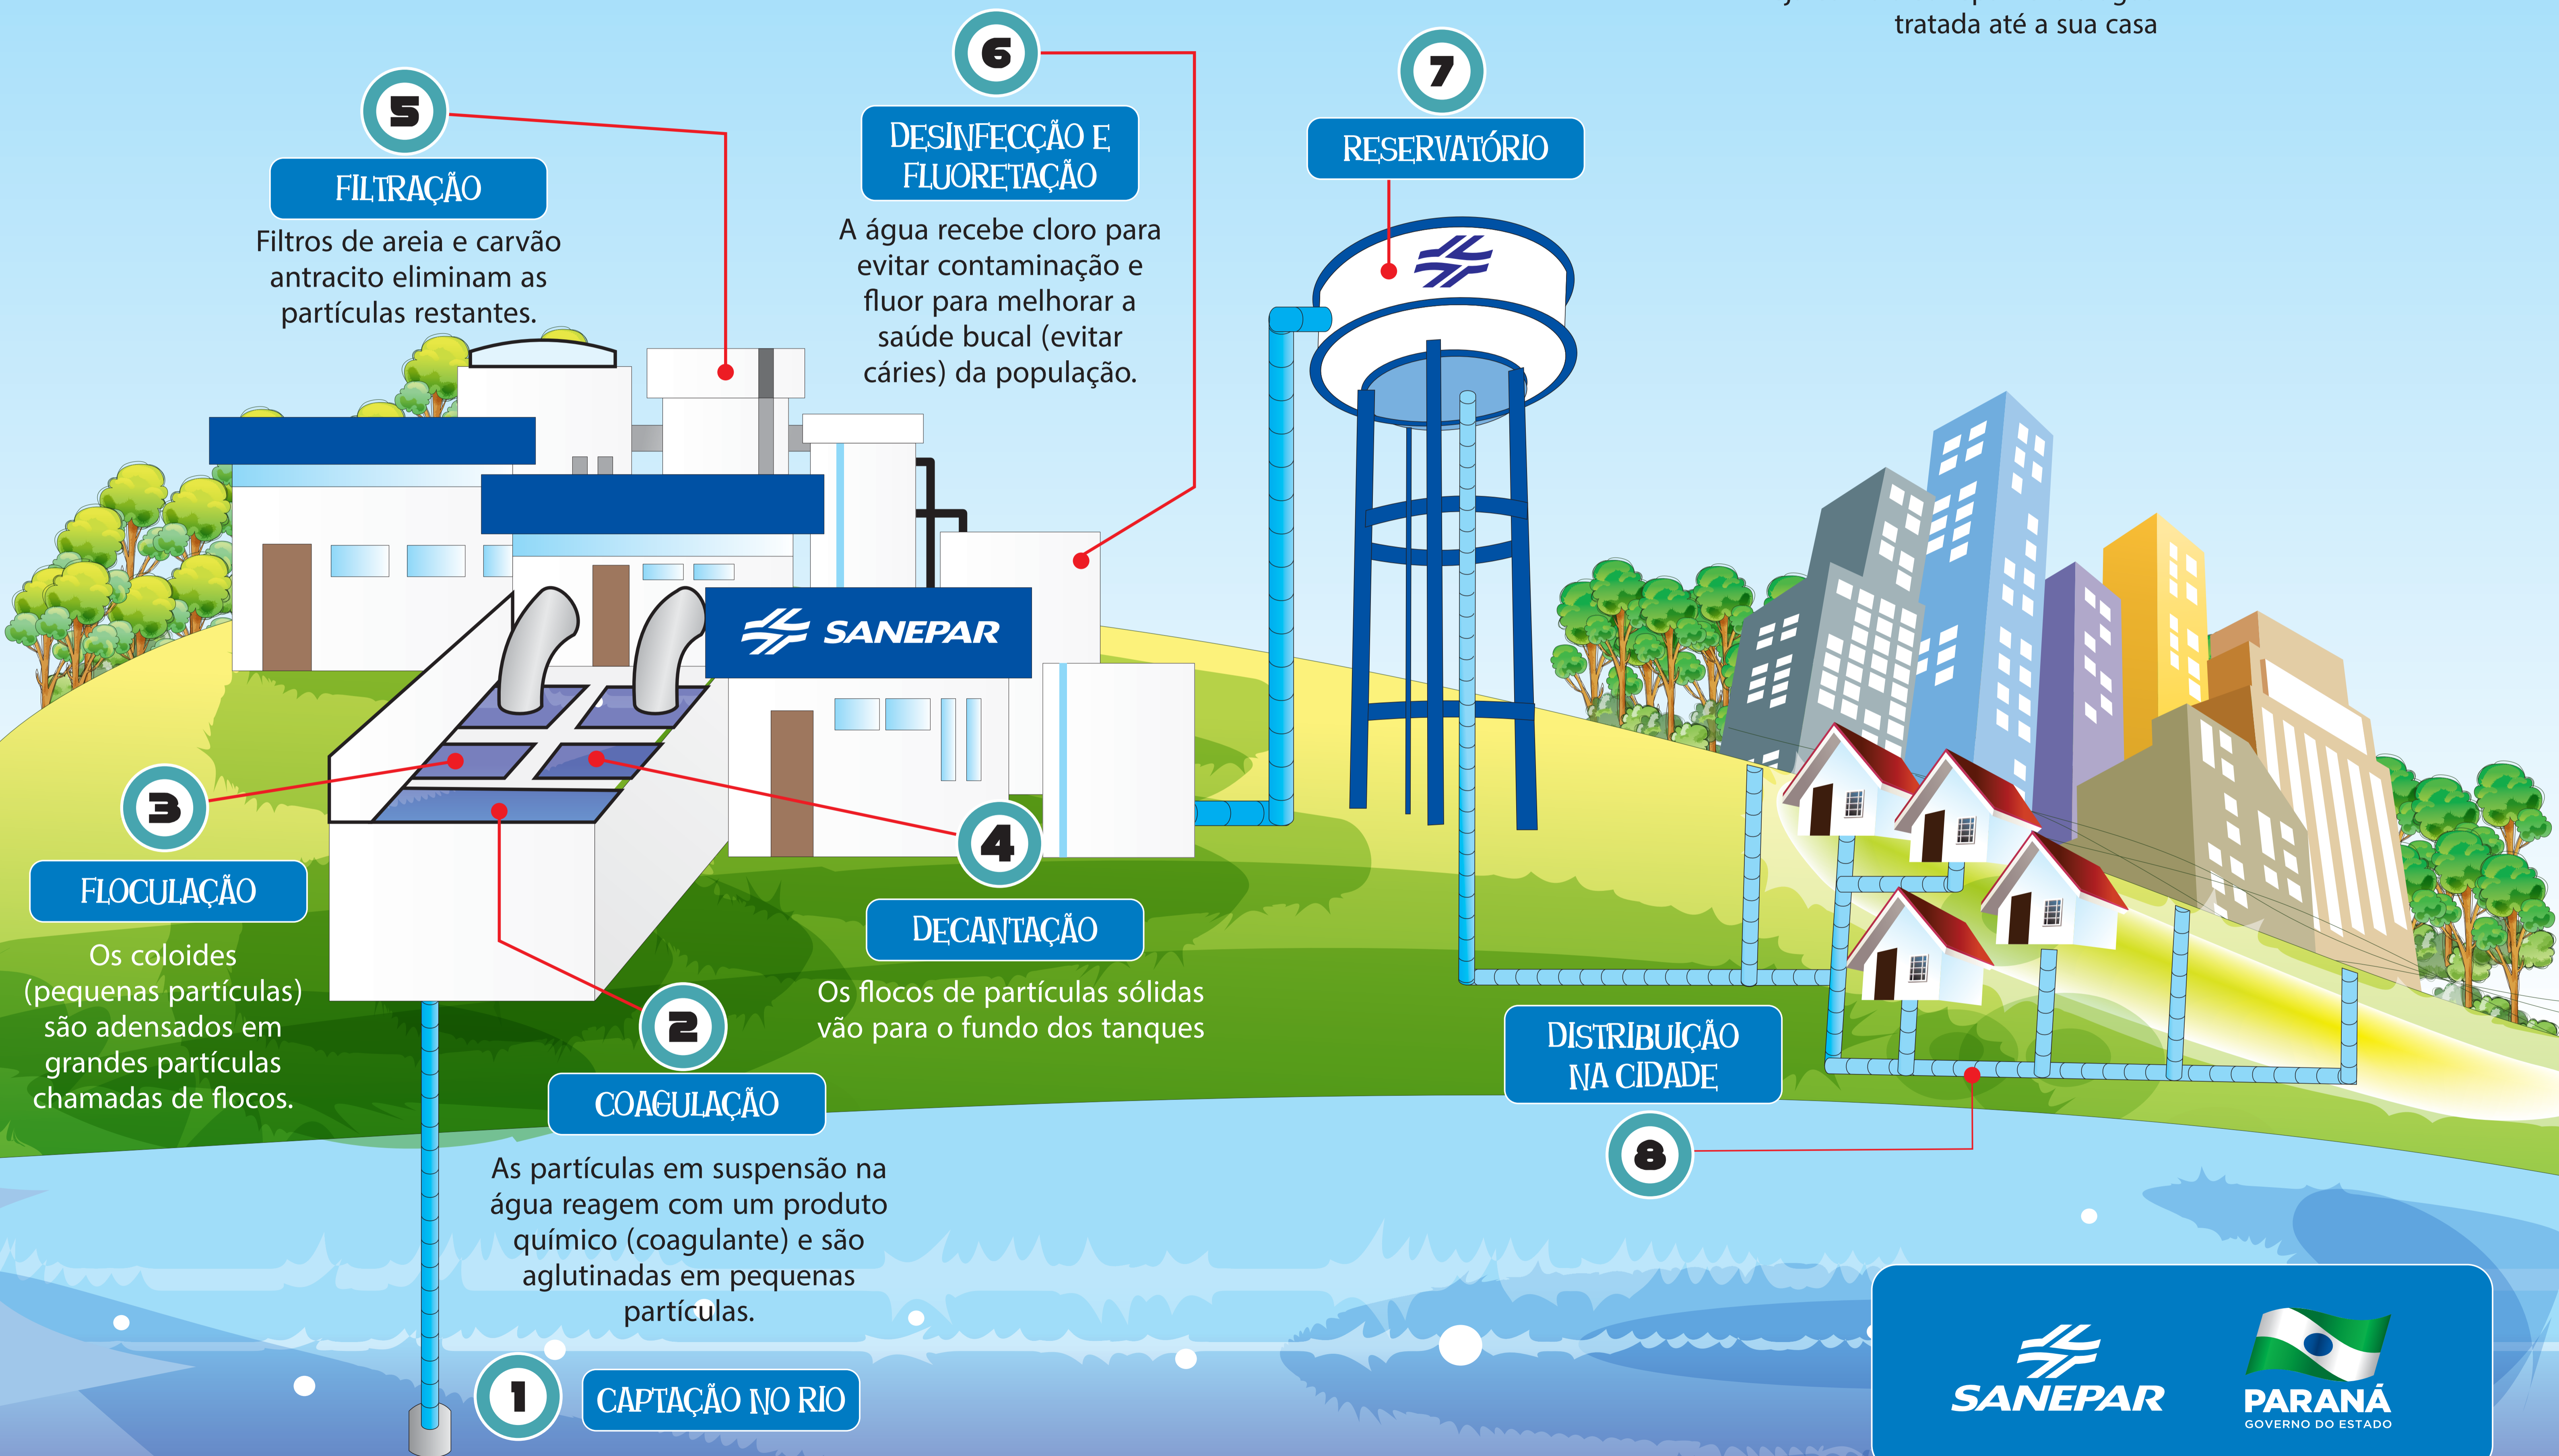 tratada até a sua casa
5
FILTRAÇÃO
Filtros de areia e carvão
antracito eliminam as
partículas restantes.
6
DESINFECÇÃO E
FLUORETAÇÃO
A água recebe cloro para
evitar contaminação e
fluor para melhorar a
saúde bucal (evitar
cáries) da população.
7
RESERVATÓRIO
SANEPAR
3
FLOCULAÇÃO
Os coloides
(pequenas partículas)
são adensados em
grandes partículas
chamadas de flocos.
4
DECANTAÇÃO
Os flocos de partículas sólidas
vão para o fundo dos tanques
2
COAGULAÇÃO
As partículas em suspensão na
água reagem com um produto
químico (coagulante) e são
aglutinadas em pequenas
partículas.
1
CAPTAÇÃO NO RIO
DISTRIBUIÇÃO
NA CIDADE
8
SANEPAR
PARANÁ
GOVERNO DO ESTADO